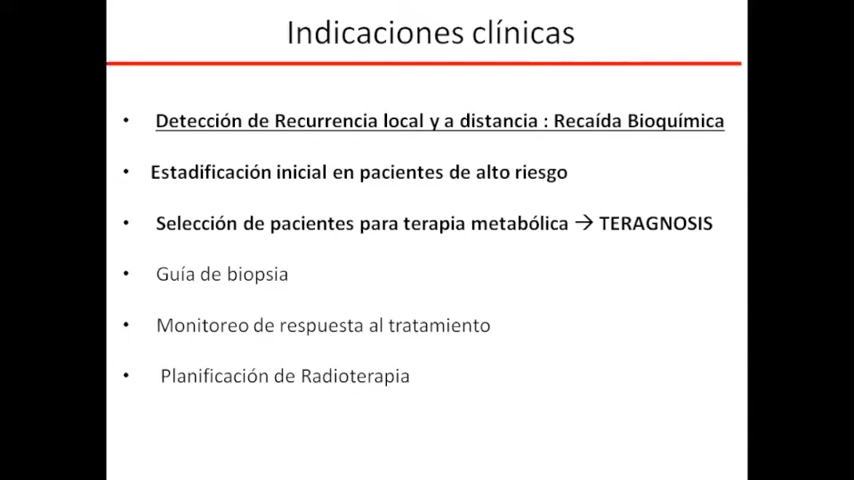 Indicaciones clínicas
• Detección de Recurrencia local y a distancia : Recaída Bioquímica
• Estadificación inicial en pacientes de alto riesgo
• Selección de pacientes para terapia metabólica → TERAGNOSIS
• Guía de biopsia
• Monitoreo de respuesta al tratamiento
• Planificación de Radioterapia